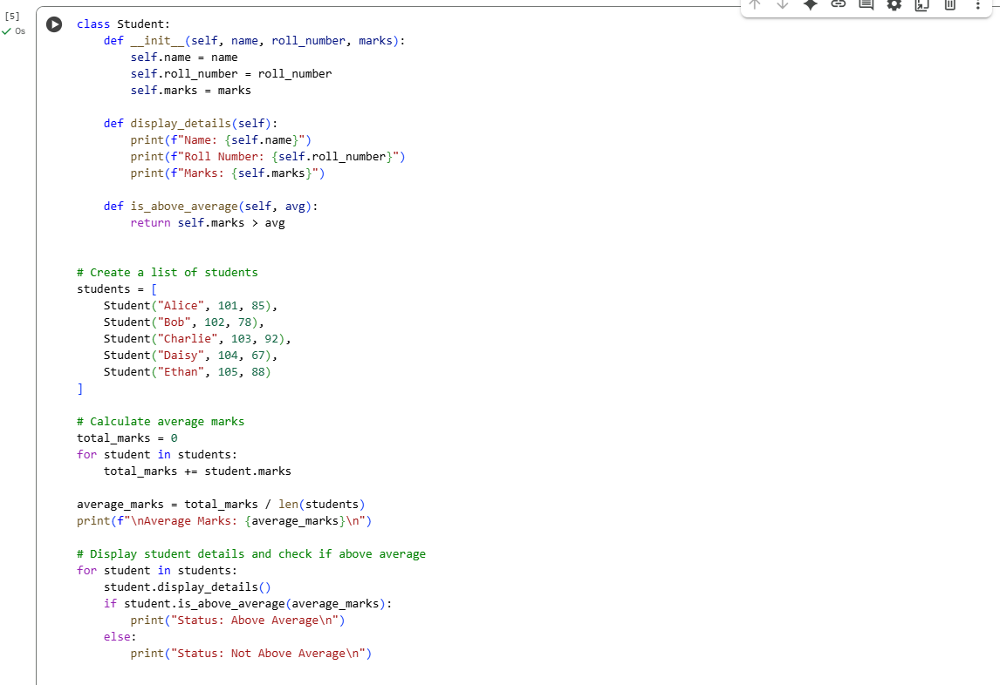 [5]
0s
class Student:
    def __init__(self, name, roll_number, marks):
        self.name = name
        self.roll_number = roll_number
        self.marks = marks

    def display_details(self):
        print(f"Name: {self.name}")
        print(f"Roll Number: {self.roll_number}")
        print(f"Marks: {self.marks}")

    def is_above_average(self, avg):
        return self.marks > avg


# Create a list of students
students = [
    Student("Alice", 101, 85),
    Student("Bob", 102, 78),
    Student("Charlie", 103, 92),
    Student("Daisy", 104, 67),
    Student("Ethan", 105, 88)
]

# Calculate average marks
total_marks = 0
for student in students:
    total_marks += student.marks

average_marks = total_marks / len(students)
print(f"\nAverage Marks: {average_marks}\n")

# Display student details and check if above average
for student in students:
    student.display_details()
    if student.is_above_average(average_marks):
        print("Status: Above Average\n")
    else:
        print("Status: Not Above Average\n")